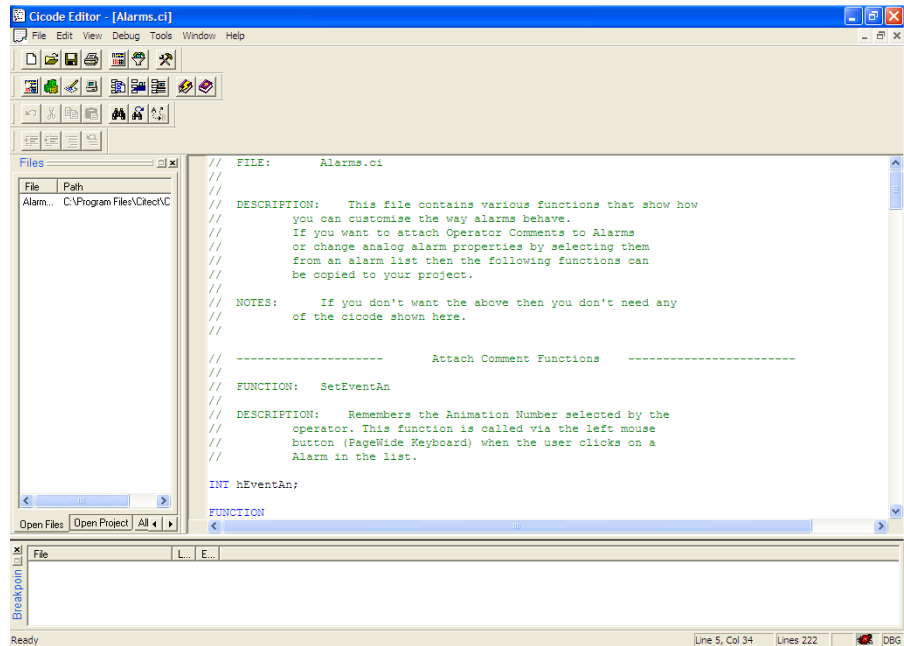 Cicode Editor - [Alarms.ci]
File Edit View Debug Tools Window Help
Files
File Path
Alarm... C:\Program Files\Citect\C
Open Files Open Project All
// FILE: Alarms.ci
//
//
// DESCRIPTION: This file contains various functions that show how
// you can customise the way alarms behave.
// If you want to attach Operator Comments to Alarms
// or change analog alarm properties by selecting them
// from an alarm list then the following functions can
// be copied to your project.
//
// NOTES: If you don't want the above then you don't need any
// of the cicode shown here.
//
// --------------------- Attach Comment Functions ------------------------
//
// FUNCTION: SetEventAn
//
// DESCRIPTION: Remembers the Animation Number selected by the
// operator. This function is called via the left mouse
// button (PageWide Keyboard) when the user clicks on a
// Alarm in the list.
INT hEventAn;
FUNCTION
Breakpoin
File L... E...
Ready Line 5, Col 34 Lines 222 DBG